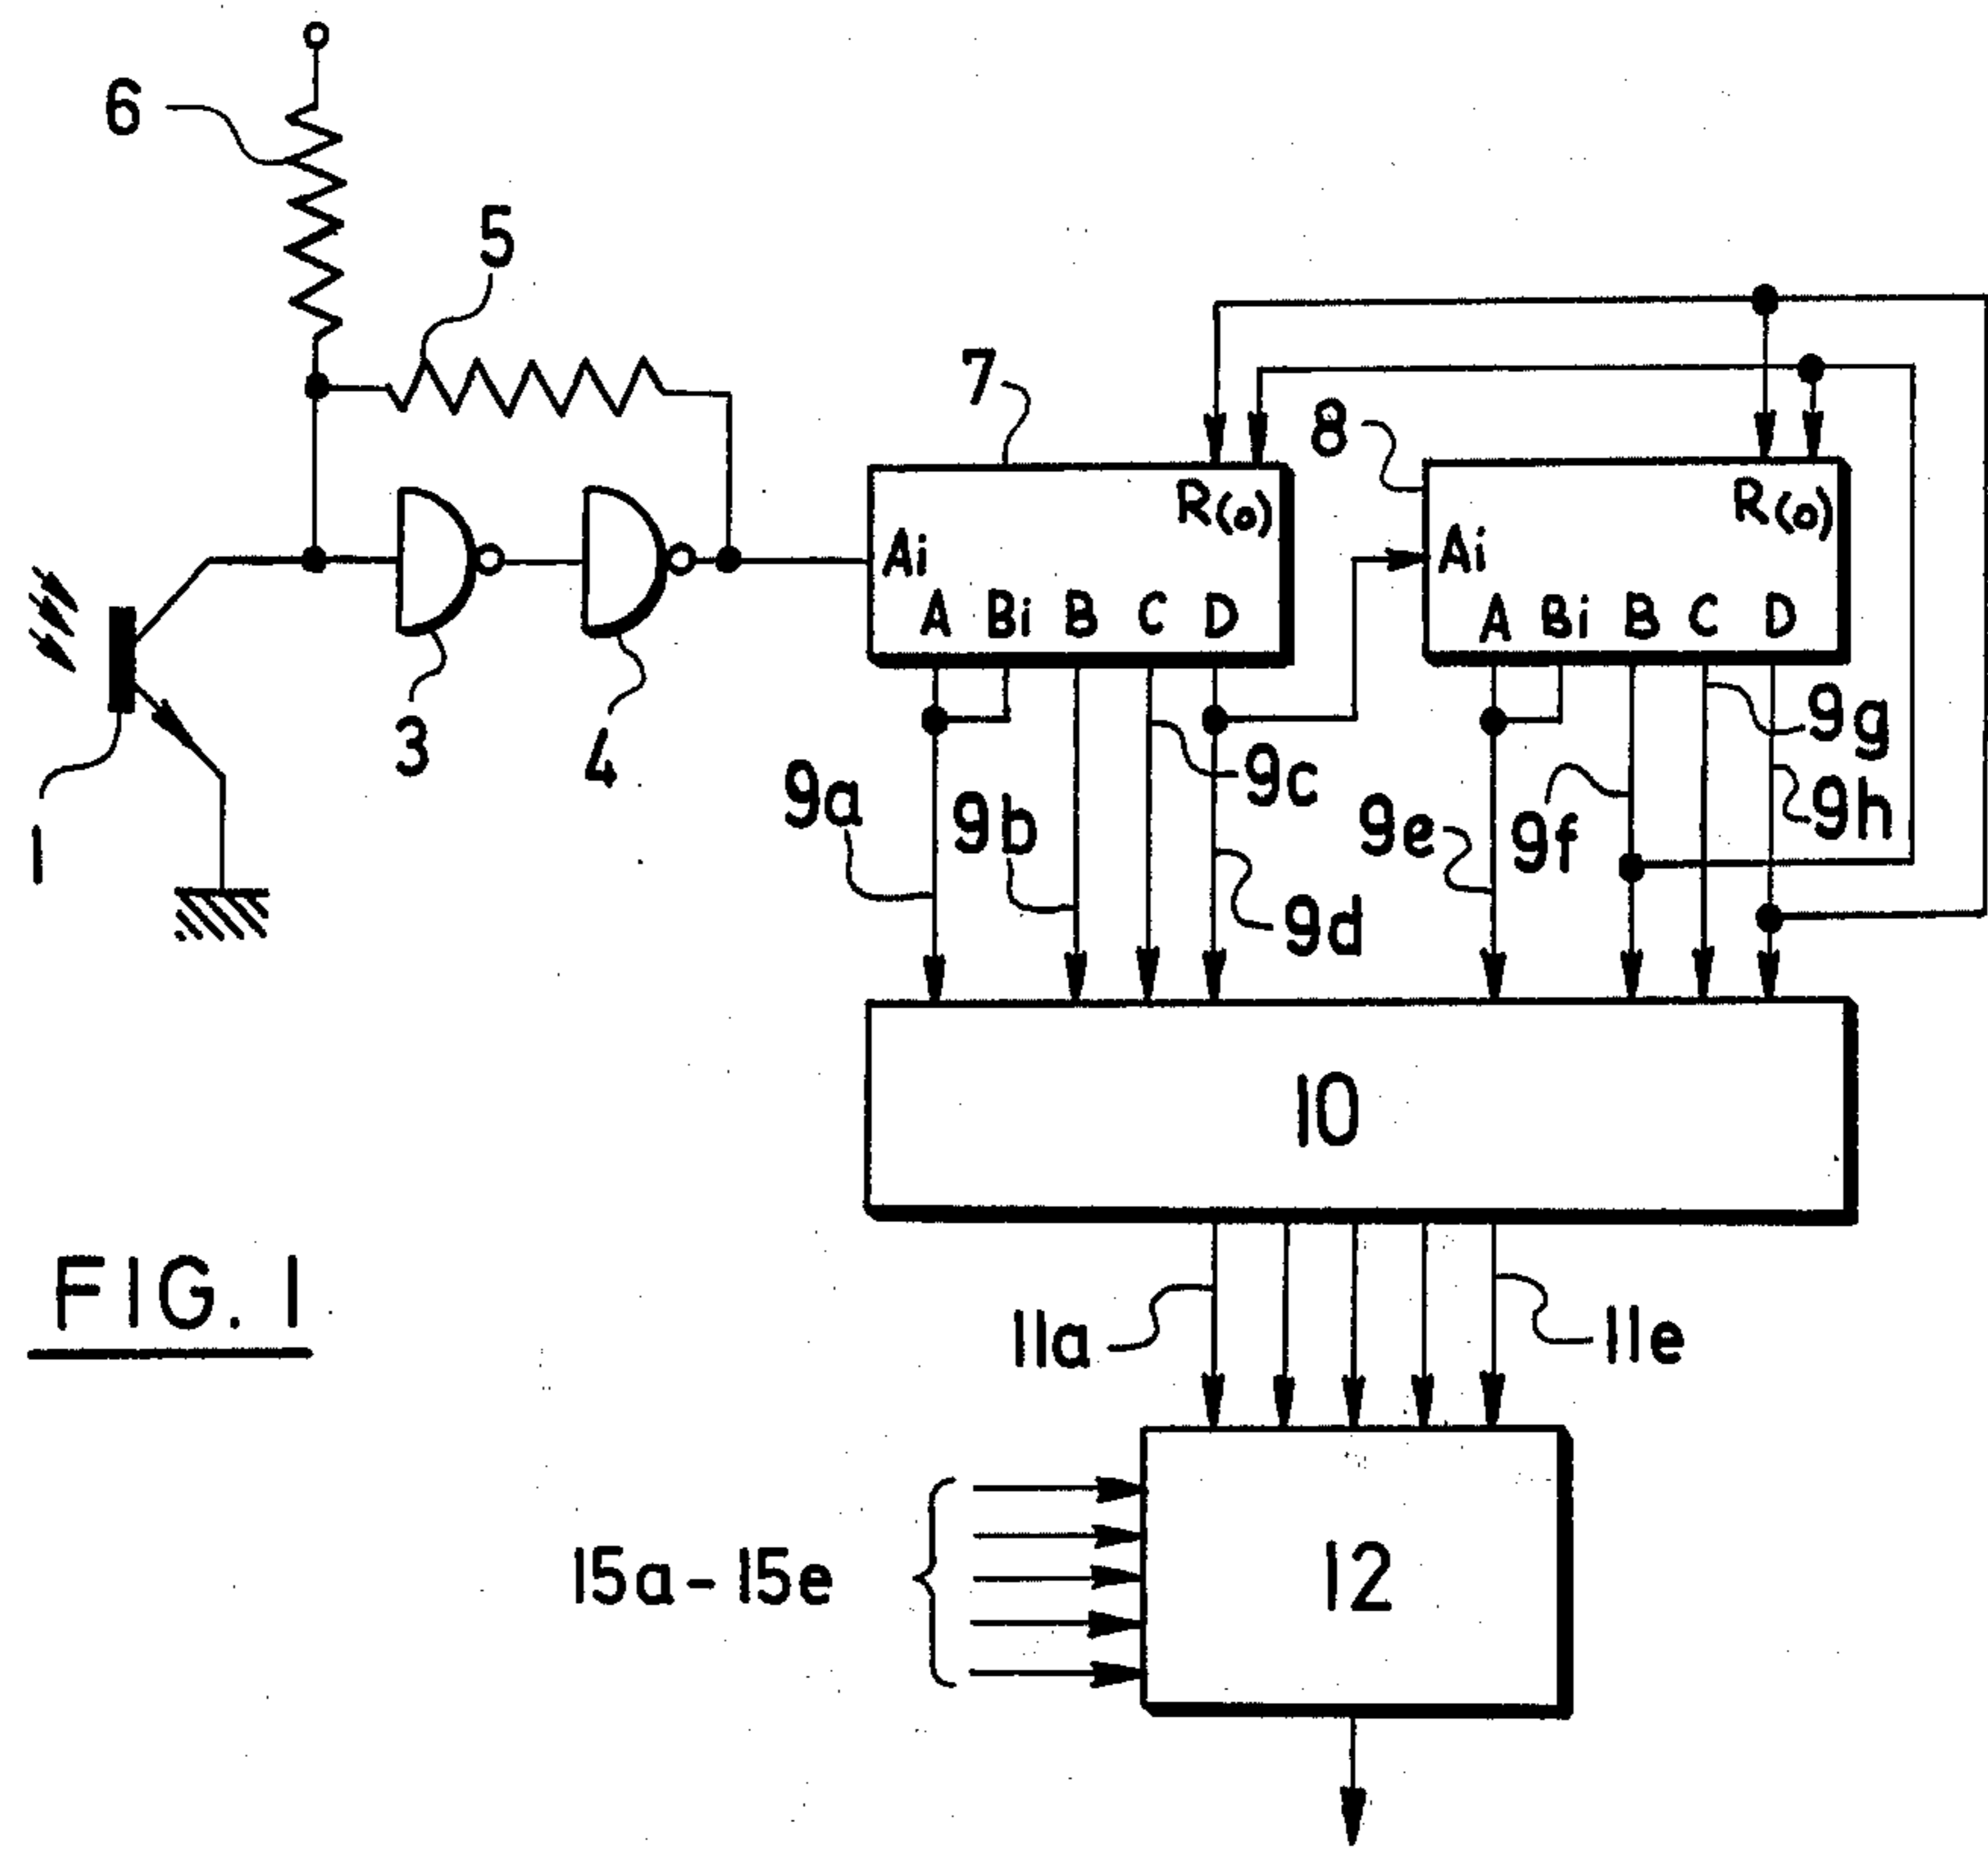 6
5
7
8
R(o)
R(o)
Ai
Ai
A Bi B C D
A Bi B C D
3
4
1
9a
9b
9c
9d
9e
9f
9g
9h
10
FIG. 1
11a
11e
15a-15e
12